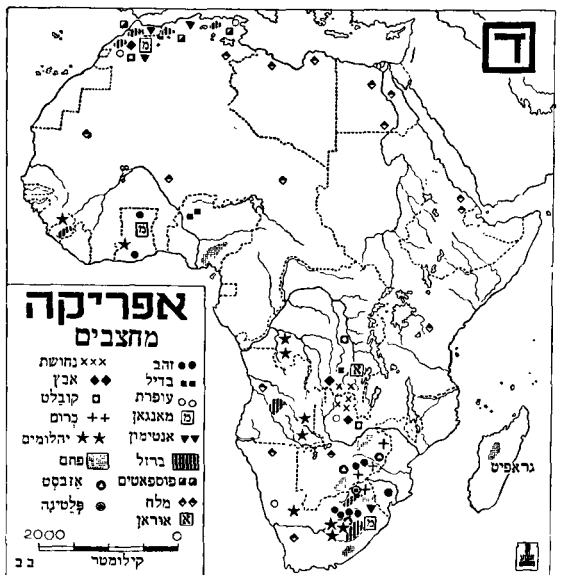 ד
מ
מ
א
מ
גראפיט
אפריקה
מחצבים
זהב
נחושת
בדיל
אבץ
עופרת
קובלט
מאנגאן
כרום
אנטימון
יהלומים
ברזל
פחם
פוספאטים
אזבסט
מלח
פלטינה
אוראן
2000 0
קילומטר
ב ב